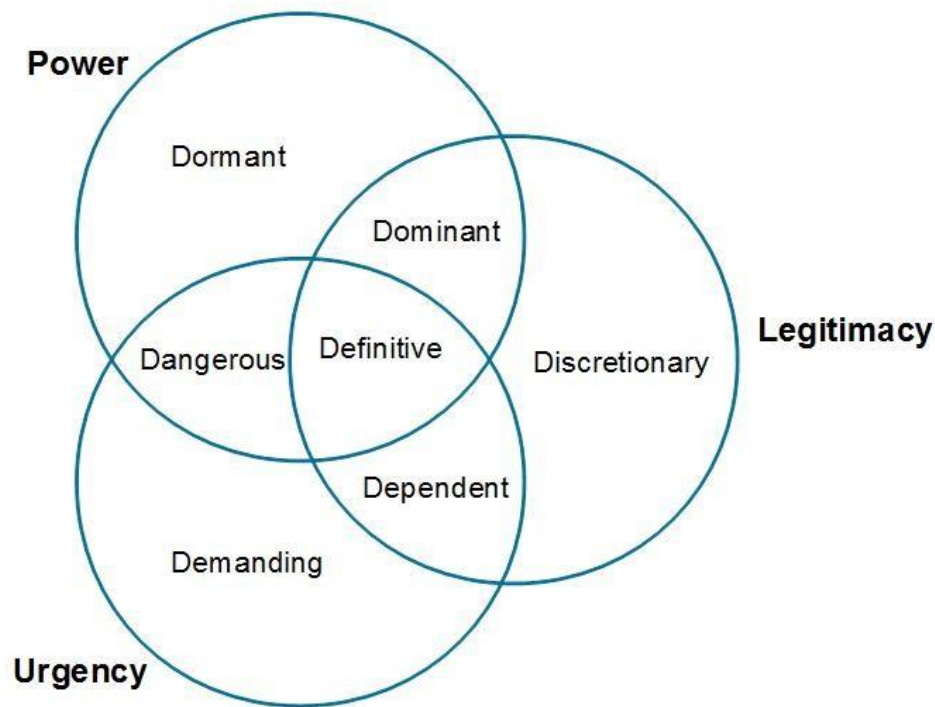 Power
Dormant
Dominant
Legitimacy
Dangerous
Definitive
Discretionary
Dependent
Demanding
Urgency